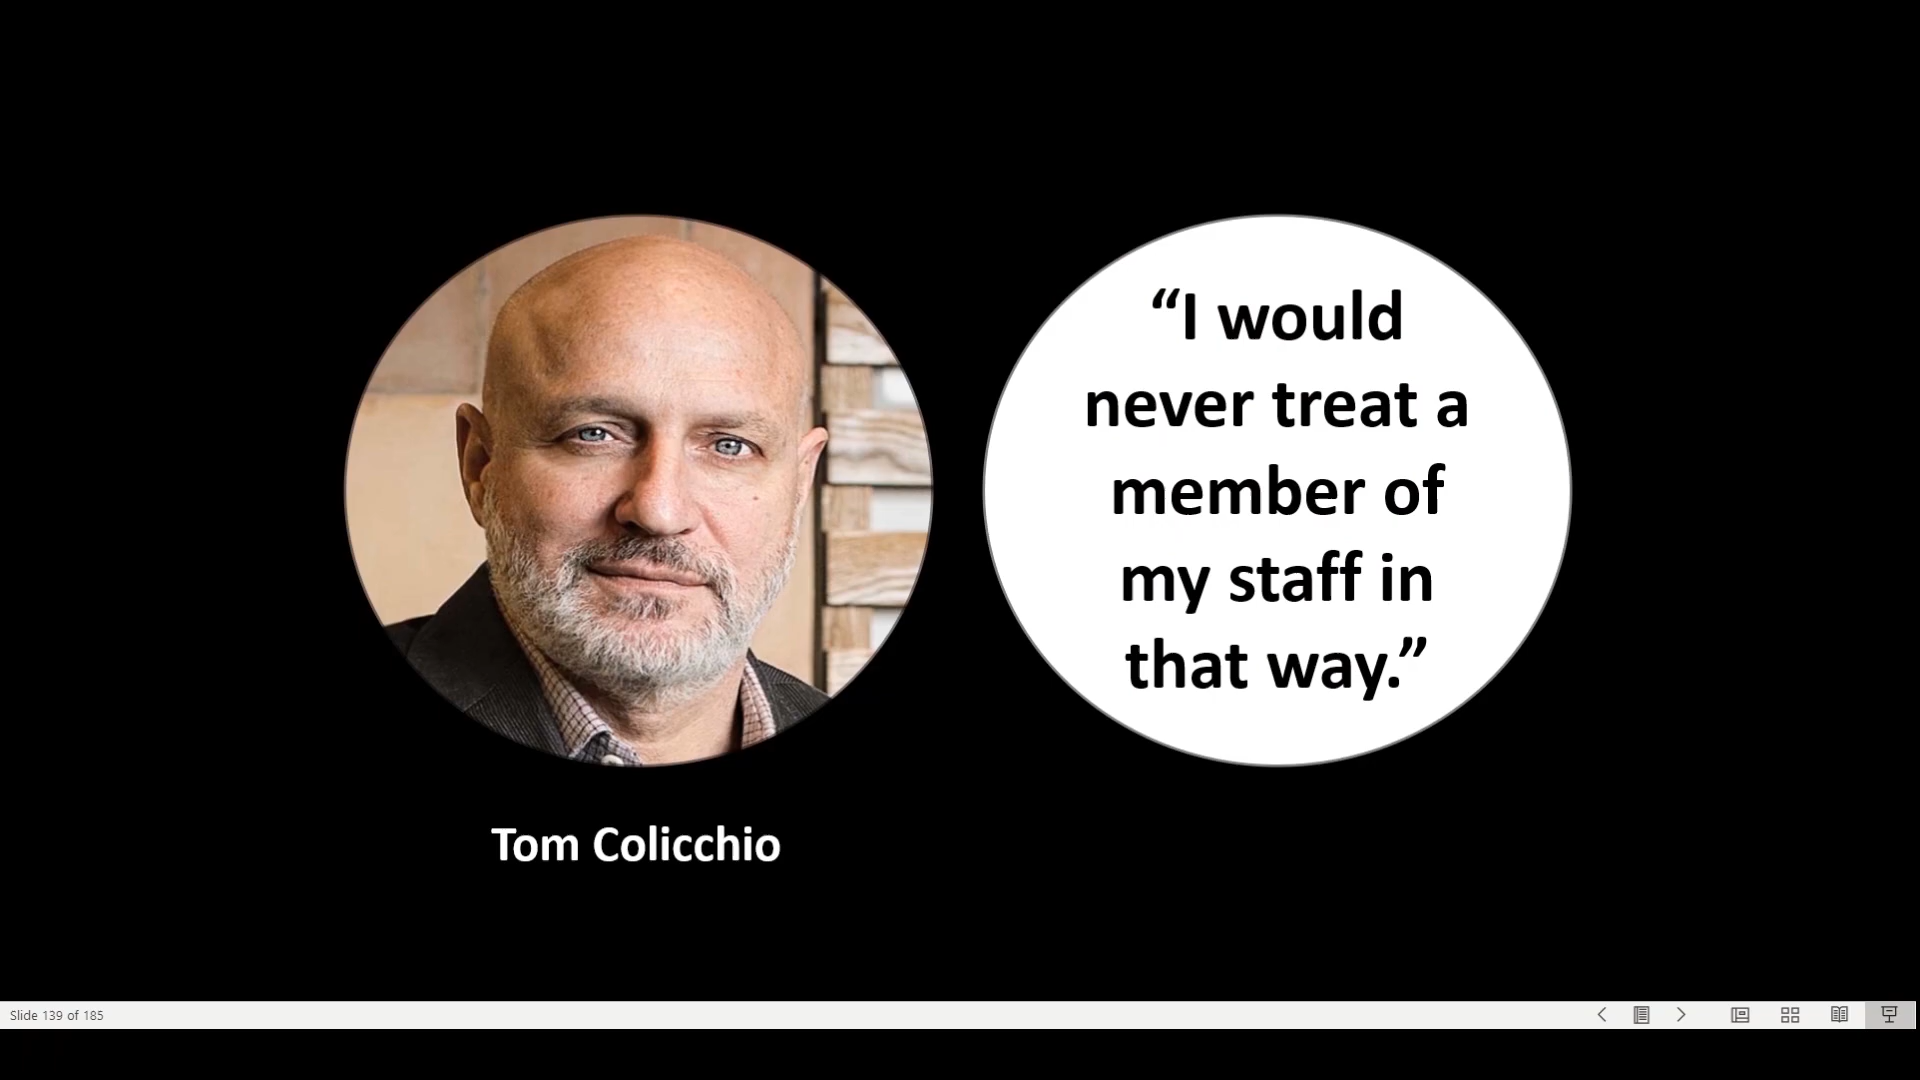 “I would
never treat a
member of
my staff in
that way.”
Tom Colicchio
Slide 139 of 185